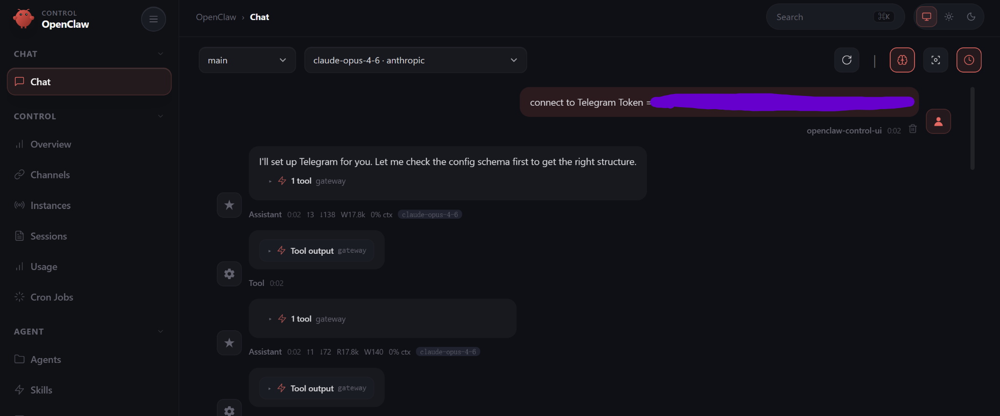 CONTROL
OpenClaw
CHAT
Chat
CONTROL
Overview
Channels
Instances
Sessions
Usage
Cron Jobs
AGENT
Agents
Skills
OpenClaw › Chat
Search ⌘K
main
claude-opus-4-6 · anthropic
connect to Telegram Token =
openclaw-control-ui 0:02
I'll set up Telegram for you. Let me check the config schema first to get the right structure.
1 tool gateway
Assistant 0:02 ↑3 ↓138 W17.8k 0% ctx claude-opus-4-6
Tool output gateway
Tool 0:02
1 tool gateway
Assistant 0:02 ↑1 ↓72 R17.8k W140 0% ctx claude-opus-4-6
Tool output gateway